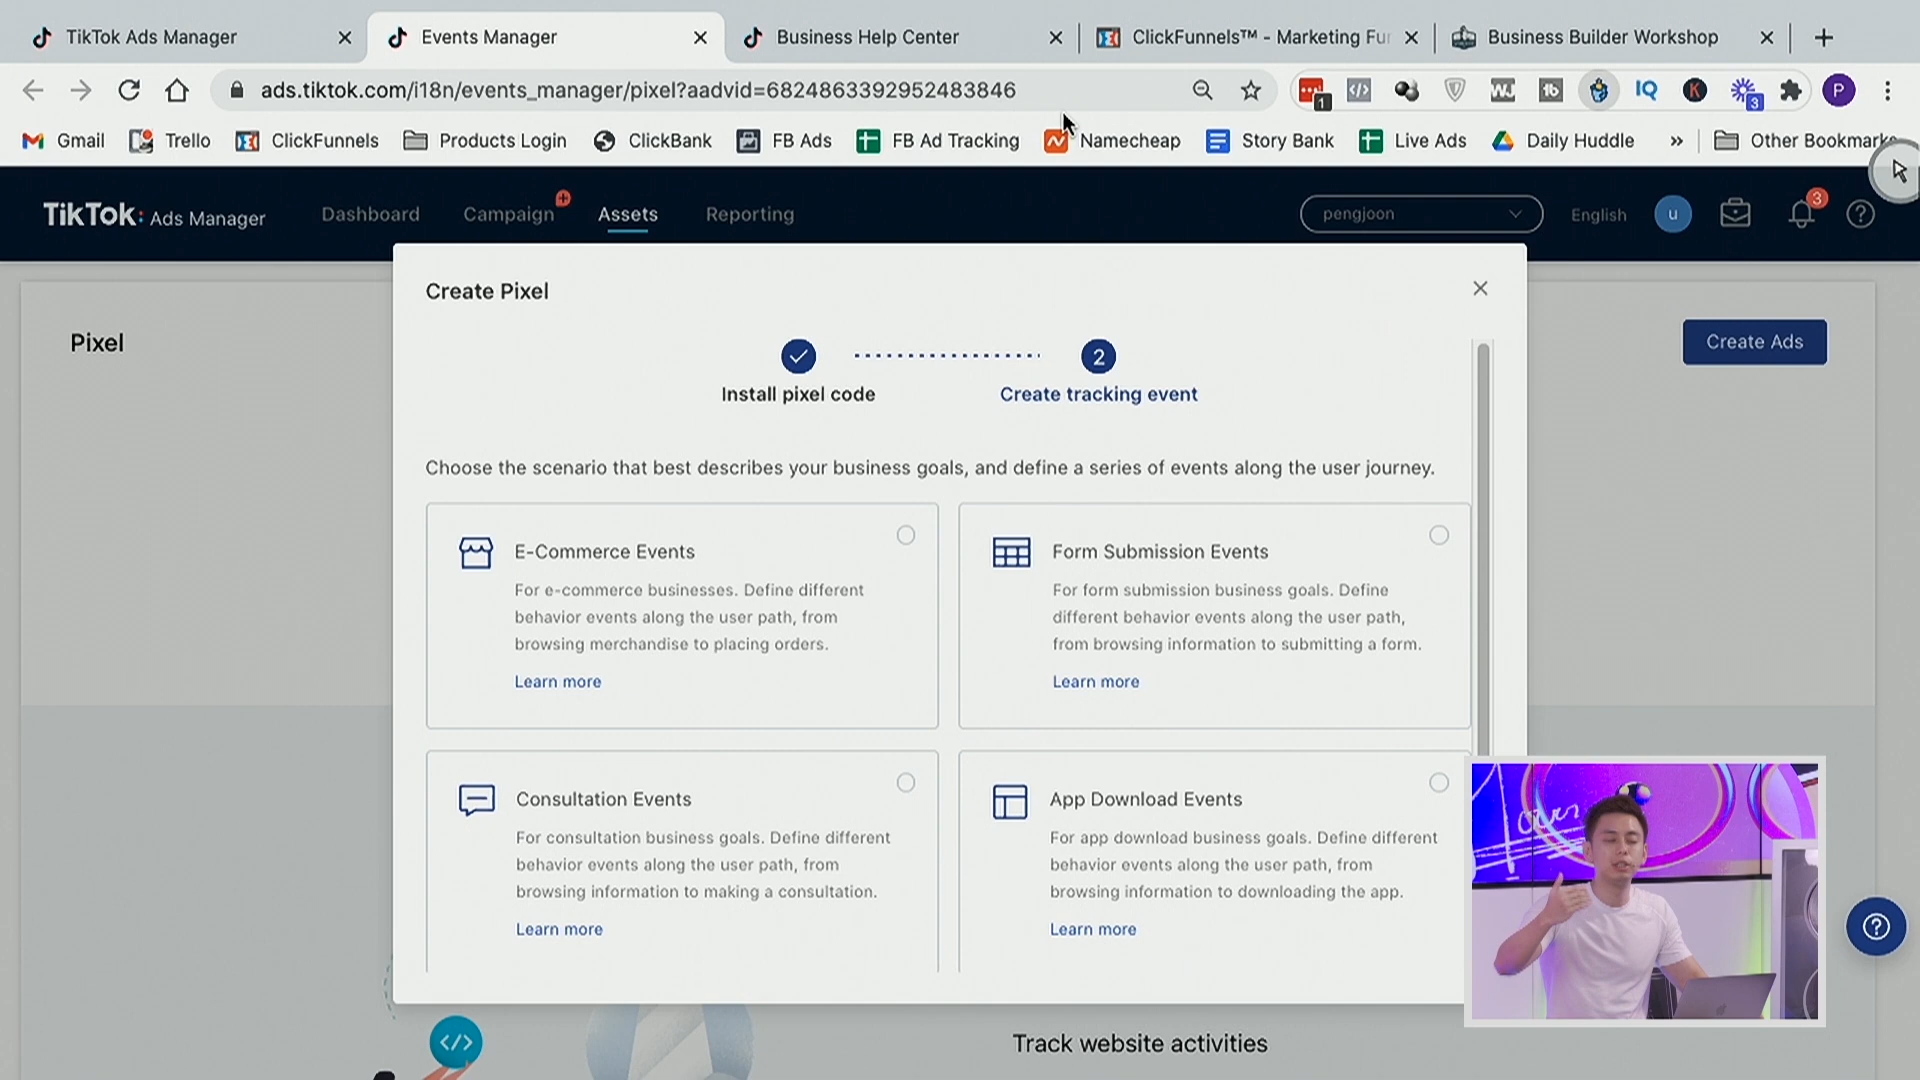 TikTok Ads Manager
Events Manager
Business Help Center
ClickFunnels™ - Marketing Fu
Business Builder Workshop
ads.tiktok.com/i18n/events_manager/pixel?aadvid=6824863392952483846
1
IQ
K
3
P
Gmail
Trello
ClickFunnels
Products Login
ClickBank
FB Ads
FB Ad Tracking
Namecheap
Story Bank
Live Ads
Daily Huddle
»
Other Bookmarks
TikTok: Ads Manager
Dashboard
Campaign
Assets
Reporting
pengjoon
English
u
3
Create Pixel
Pixel
Create Ads
2
Install pixel code
Create tracking event
Choose the scenario that best describes your business goals, and define a series of events along the user journey.
E-Commerce Events
For e-commerce businesses. Define different
behavior events along the user path, from
browsing merchandise to placing orders.
Learn more
Form Submission Events
For form submission business goals. Define
different behavior events along the user path,
from browsing information to submitting a form.
Learn more
Consultation Events
For consultation business goals. Define different
behavior events along the user path, from
browsing information to making a consultation.
Learn more
App Download Events
For app download business goals. Define different
behavior events along the user path, from
browsing information to downloading the app.
Learn more
Track website activities